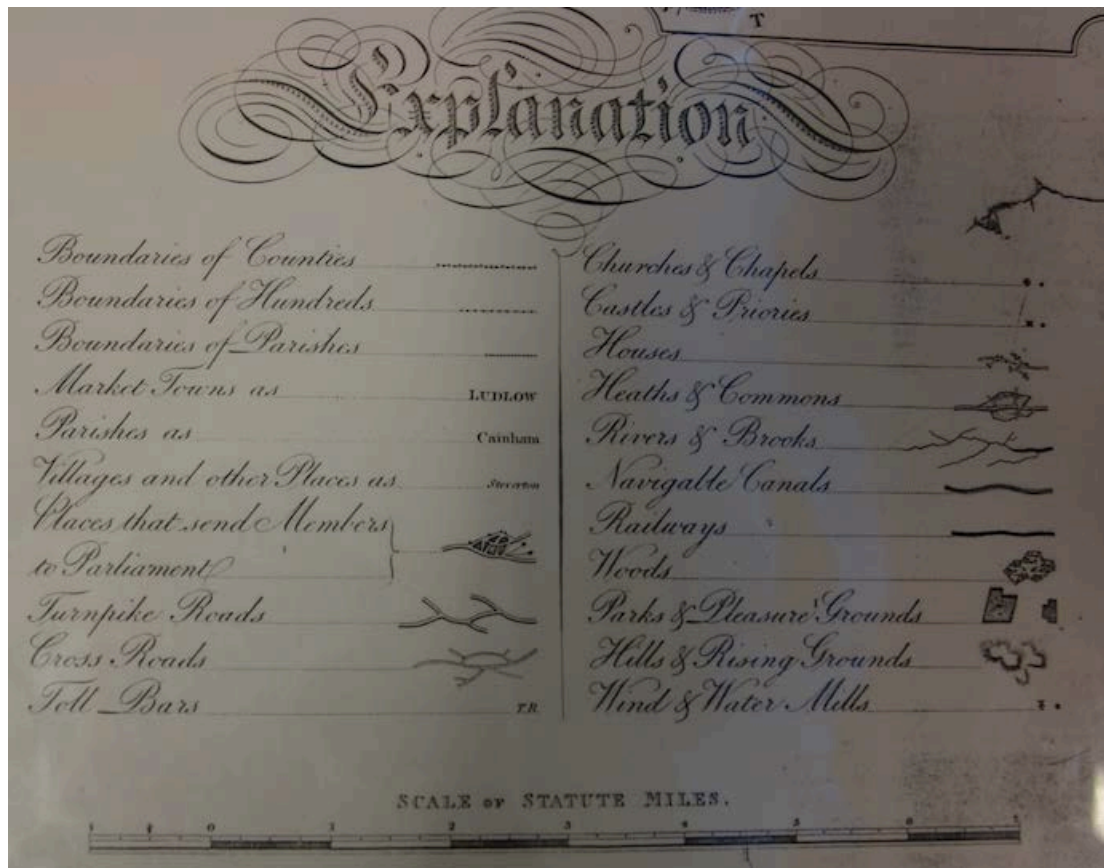 T
Explanation
Boundaries of Countres
Boundaries of Hundreds
Boundaries of Parishes
Market Towns as LUDLOW
Parishes as Cainham
Villages and other Places as Steverton
Places that send Members
to Parliament
Turnpike Roads
Cross Roads
Toll Bars T.B.
Churches & Chapels
Castles & Priories
Houses
Heaths & Commons
Rivers & Brooks
Navigable Canals
Railways
Woods
Parks & Pleasure Grounds
Hills & Rising Grounds
Wind & Water Mills
SCALE OF STATUTE MILES.
0 1 2 3 4 5 6